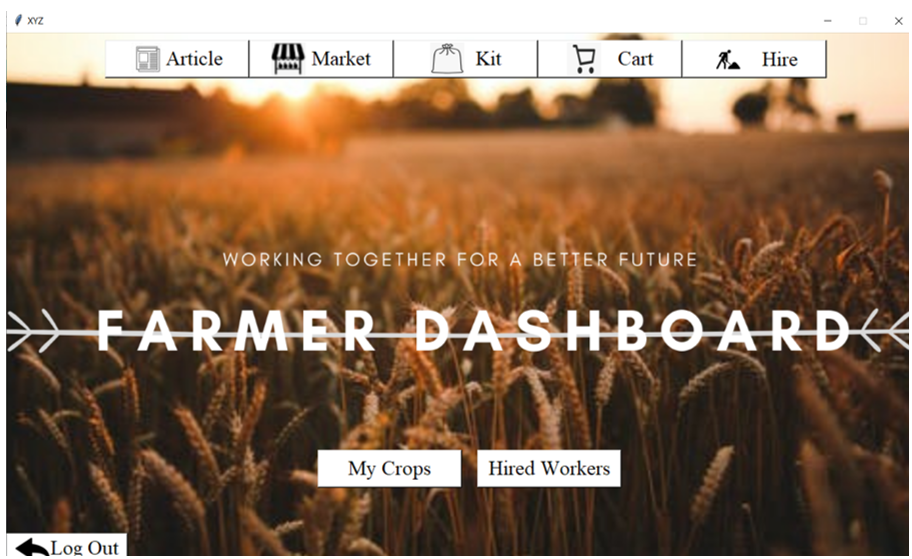 XYZ
Article Market Kit Cart Hire
WORKING TOGETHER FOR A BETTER FUTURE
FARMER DASHBOARD
My Crops Hired Workers
Log Out